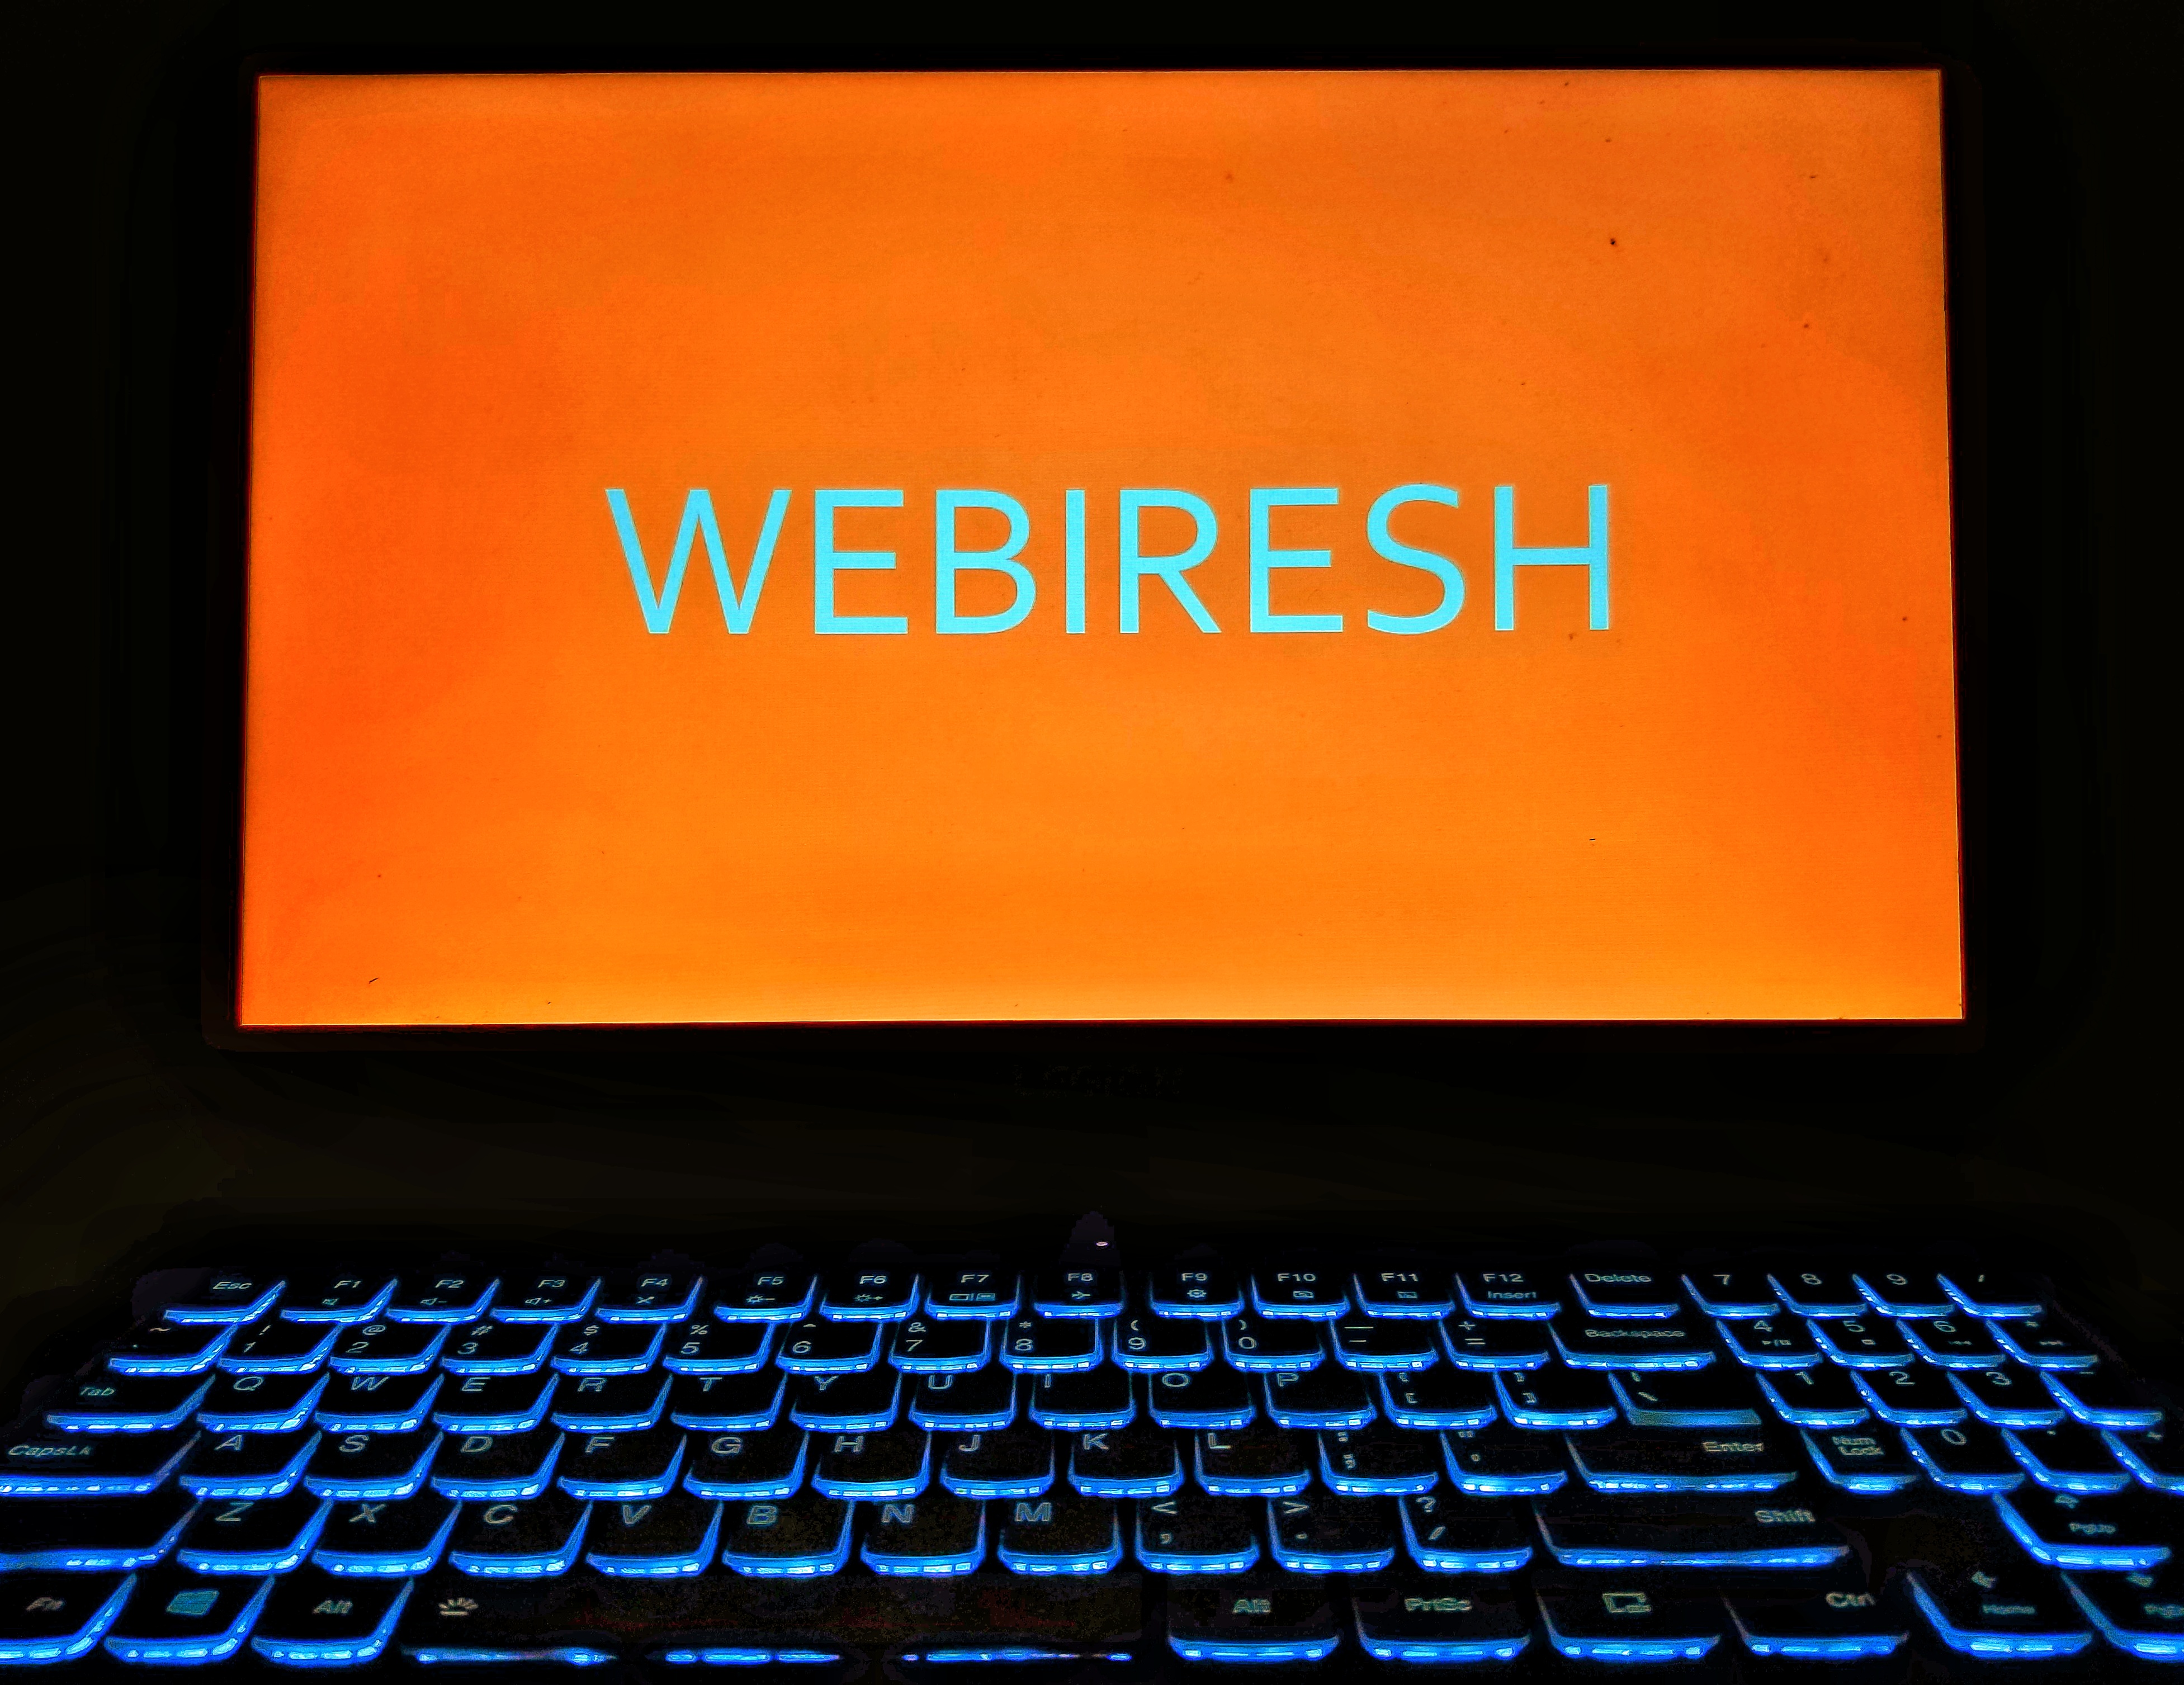 WEBIRESH
Esc F1 F2 F3 F4 F5 F6 F7 F8 F9 F10 F11 F12 Insert Delete 7 8 9 /
~ ! 1 @ 2 # 3 $ 4 % 5 ^ 6 & 7 * 8 ( 9 ) 0 — - + = Backspace 4 5 6 *
Tab Q W E R T Y U I O P [ ] \ 1 2 3 -
CapsLk A S D F G H J K L : ; " ' Enter Num Lock 0 . +
Z X C V B N M < , > . ? / Shift PgUp
Fn Alt Alt PrtSc Ctrl Home